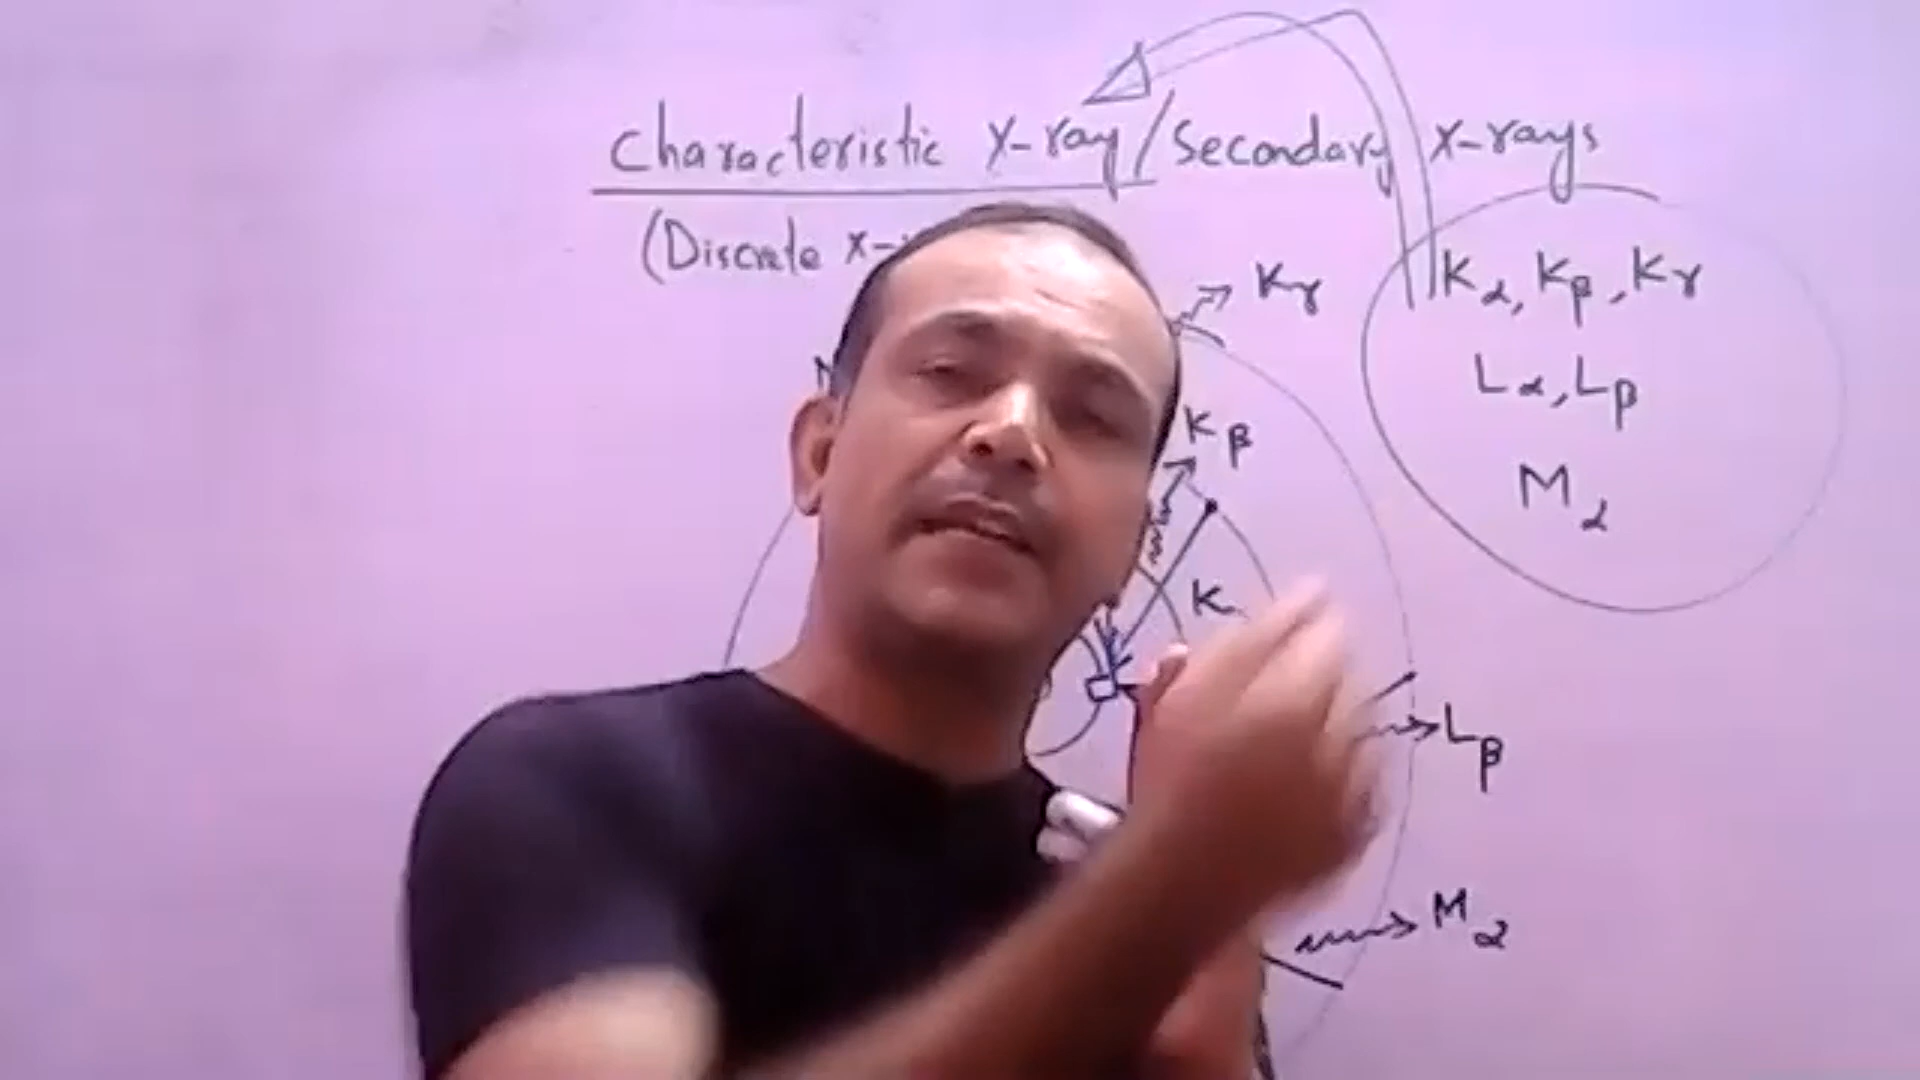 Characteristic X-ray/Secondary X-rays
(Discrete X-
Kα, Kβ, Kγ
Lα, Lβ
Mα
Kγ
Kβ
K
Lβ
Mα